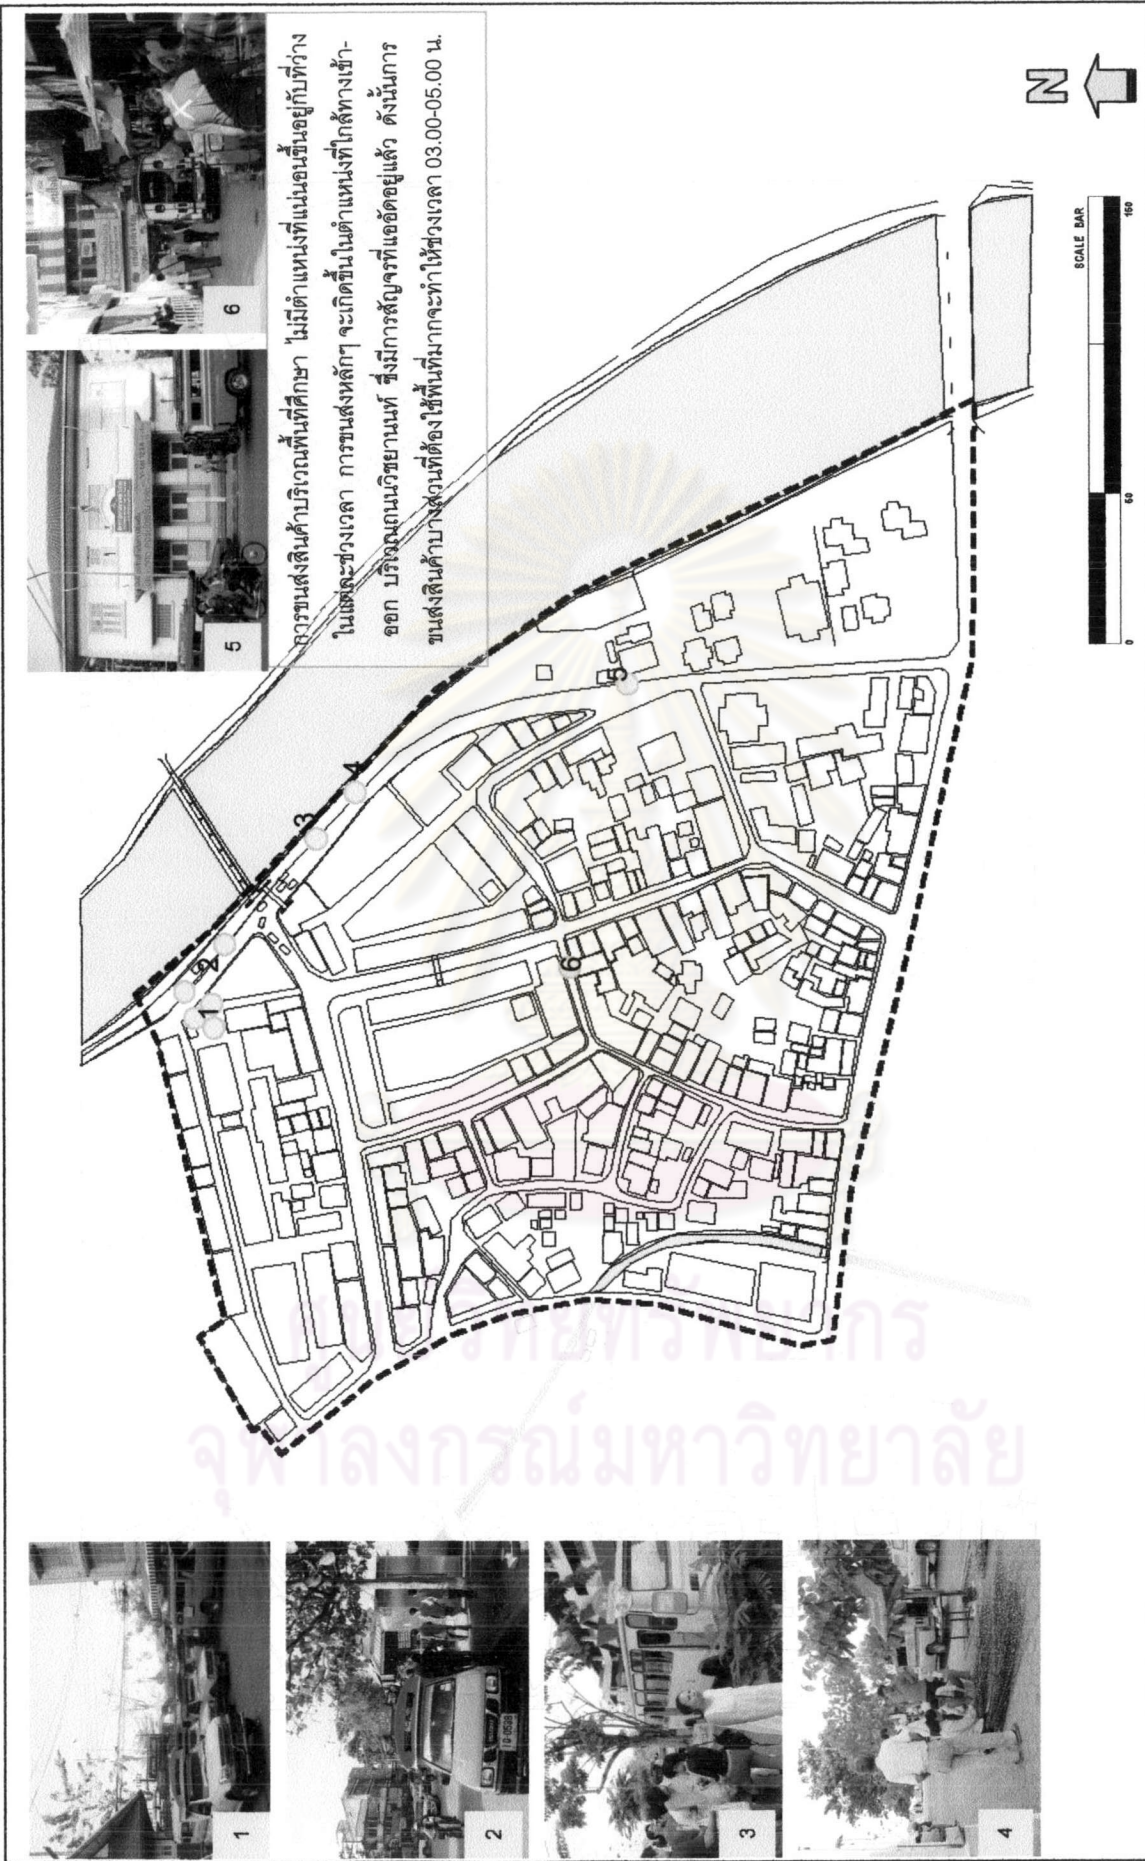 การขนส่งสินค้าบริเวณพื้นที่ศึกษา ไม่มีตำแหน่งที่แน่นอนขึ้นอยู่กับที่ว่าง
ในแต่ละช่วงเวลา การขนส่งหลักๆ จะเกิดขึ้นในตำแหน่งที่ใกล้ทางเข้า-
ออก บริเวณถนนวิชยานนท์ ซึ่งมีการสัญจรที่แออัดอยู่แล้ว ดังนั้นการ
ขนส่งสินค้าบางส่วนที่ต้องใช้พื้นที่มากจะทำให้ช่วงเวลา 03.00-05.00 น.
1
2
3
4
5
6
1
2
3
4
5
6
N
SCALE BAR
0
50
150
ศูนย์วิทยทรัพยากร
จุฬาลงกรณ์มหาวิทยาลัย